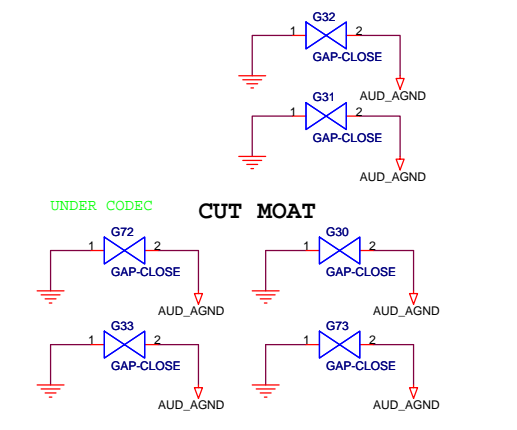 G32
1 2
GAP-CLOSE
AUD_AGND
G31
1 2
GAP-CLOSE
AUD_AGND
UNDER CODEC
CUT MOAT
G72
1 2
GAP-CLOSE
AUD_AGND
G30
1 2
GAP-CLOSE
AUD_AGND
G33
1 2
GAP-CLOSE
AUD_AGND
G73
1 2
GAP-CLOSE
AUD_AGND